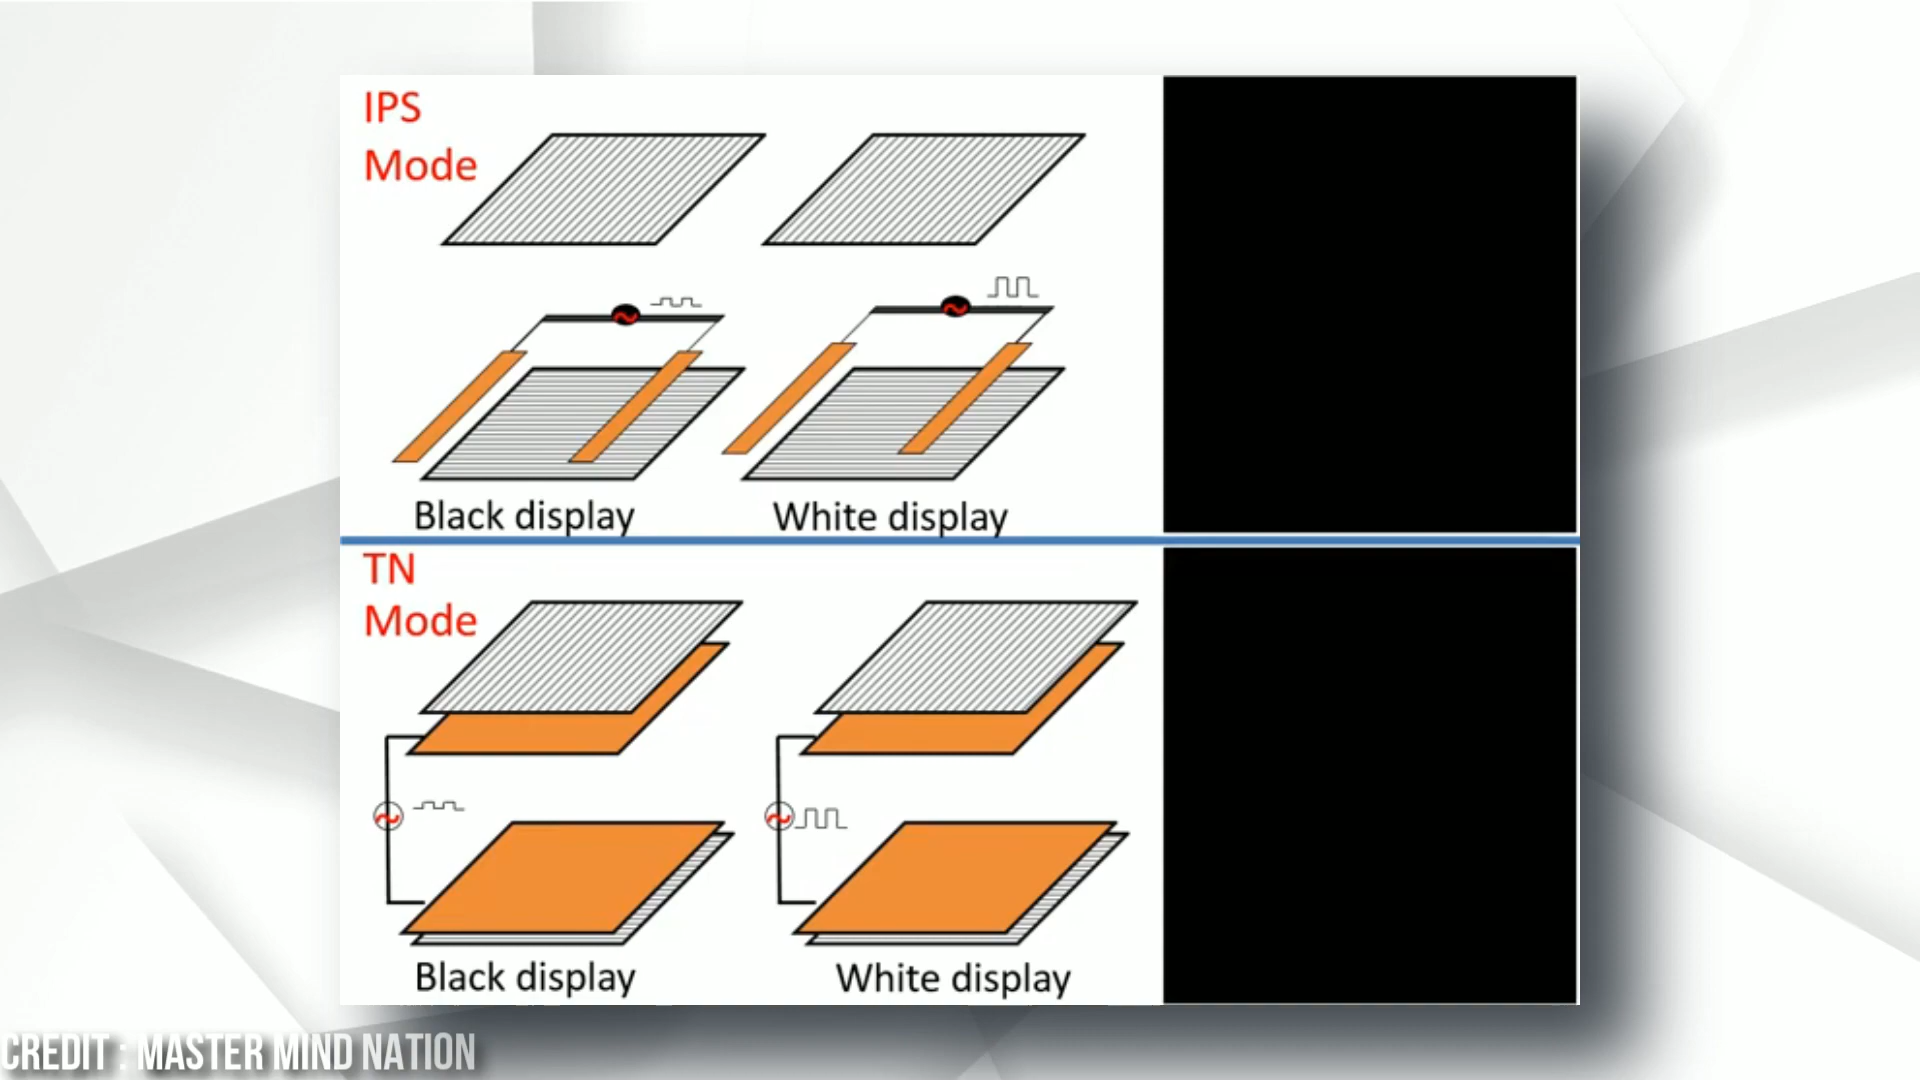 IPS
Mode
Black display
White display
TN
Mode
Black display
White display
CREDIT : MASTER MIND NATION